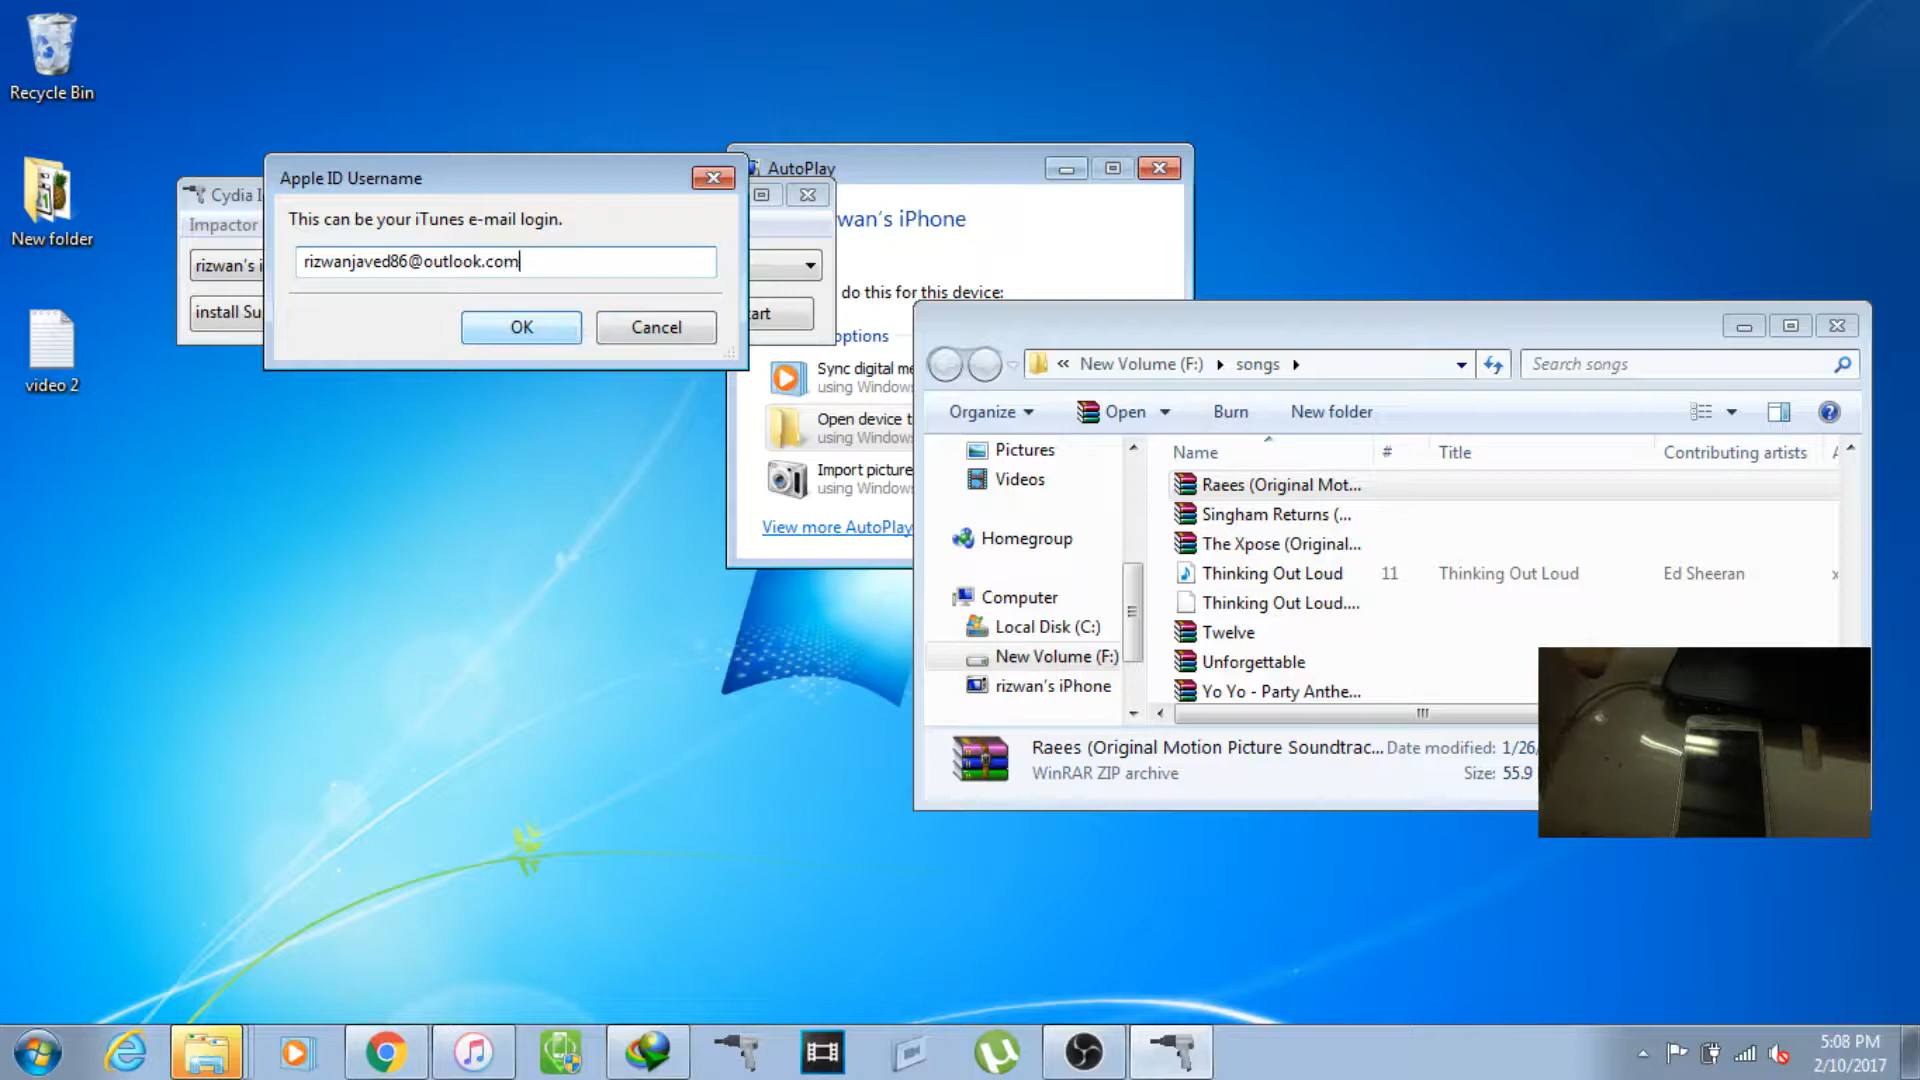 Recycle Bin
New folder
video 2
Cydia I
Impactor
rizwan's i
install Su
art
Apple ID Username
This can be your iTunes e-mail login.
rizwanjaved86@outlook.com
OK
Cancel
AutoPlay
wan's iPhone
do this for this device:
options
Sync digital me
using Window
Open device t
using Window
Import picture
using Window
View more AutoPlay
« New Volume (F:) songs
Search songs
Organize
Open
Burn
New folder
Pictures
Videos
Homegroup
Computer
Local Disk (C:)
New Volume (F:)
rizwan's iPhone
Name
#
Title
Contributing artists
A
Raees (Original Mot...
Singham Returns (...
The Xpose (Original...
Thinking Out Loud 11 Thinking Out Loud Ed Sheeran x
Thinking Out Loud....
Twelve
Unforgettable
Yo Yo - Party Anthe...
Raees (Original Motion Picture Soundtrac... Date modified: 1/26/
WinRAR ZIP archive Size: 55.9
5:08 PM
2/10/2017